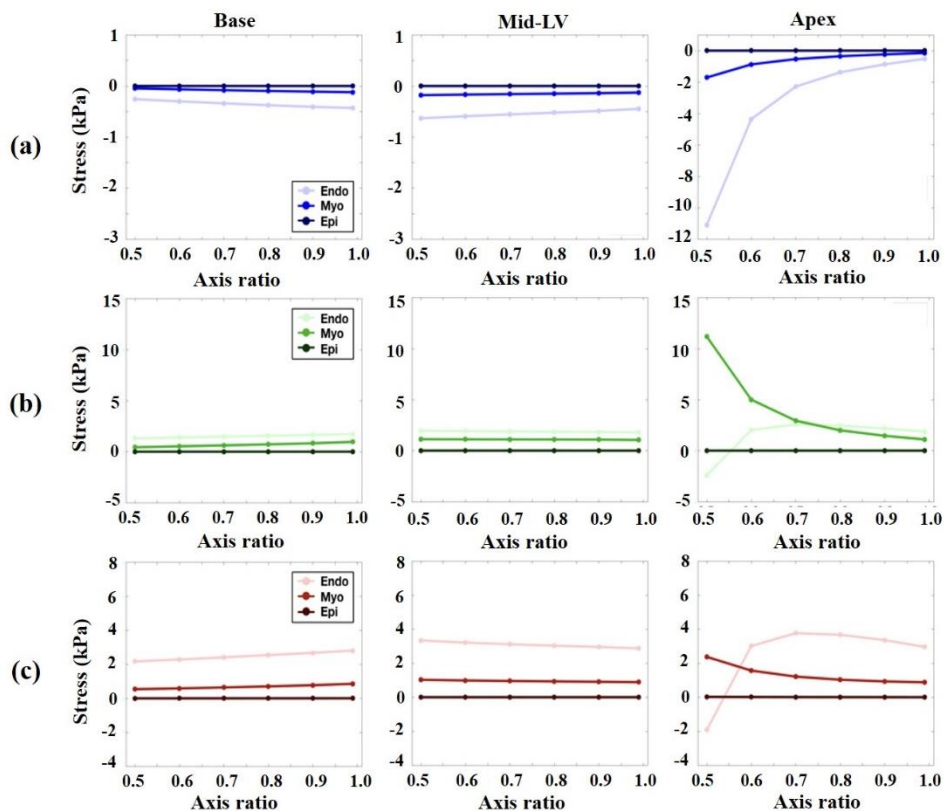 Base Mid-LV Apex
(a)
Stress (kPa)
1
0
-1
-2
-3
Endo
Myo
Epi
0.5 0.6 0.7 0.8 0.9 1.0
Axis ratio
1
0
-1
-2
-3
0.5 0.6 0.7 0.8 0.9 1.0
Axis ratio
0
-2
-4
-6
-8
-10
-12
0.5 0.6 0.7 0.8 0.9 1.0
Axis ratio
(b)
Stress (kPa)
15
10
5
0
-5
Endo
Myo
Epi
0.5 0.6 0.7 0.8 0.9 1.0
Axis ratio
15
10
5
0
-5
0.5 0.6 0.7 0.8 0.9 1.0
Axis ratio
15
10
5
0
-5
0.5 0.6 0.7 0.8 0.9 1.0
Axis ratio
(c)
Stress (kPa)
8
6
4
2
0
-2
-4
Endo
Myo
Epi
0.5 0.6 0.7 0.8 0.9 1.0
Axis ratio
8
6
4
2
0
-2
-4
0.5 0.6 0.7 0.8 0.9 1.0
Axis ratio
8
6
4
2
0
-2
-4
0.5 0.6 0.7 0.8 0.9 1.0
Axis ratio